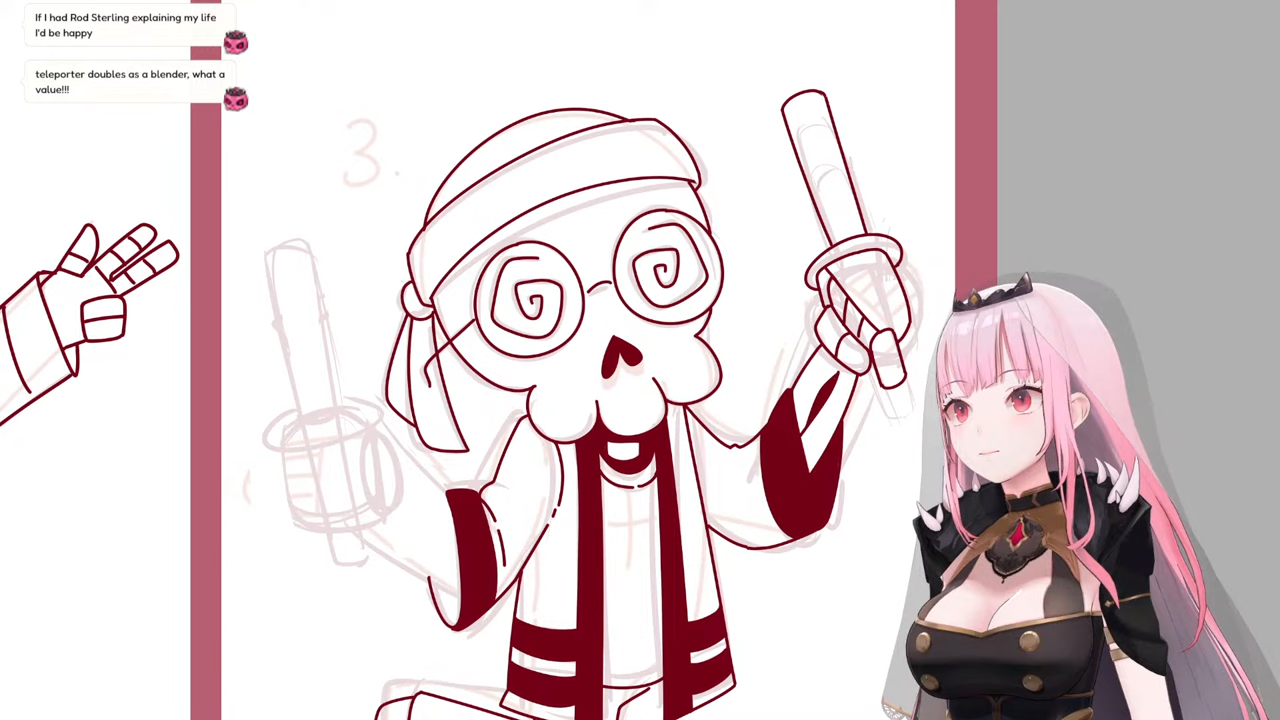 If I had Rod Sterling explaining my life
I'd be happy
teleporter doubles as a blender, what a
value!!!
3.